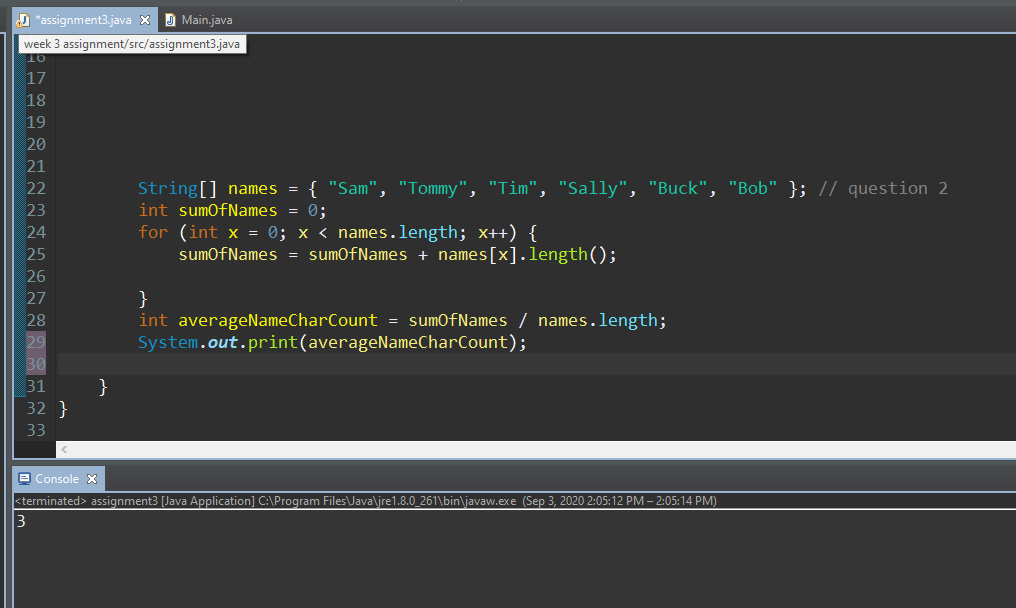 *assignment3.java Main.java
week 3 assignment/src/assignment3.java
16
17
18
19
20
21
22 String[] names = { "Sam", "Tommy", "Tim", "Sally", "Buck", "Bob" }; // question 2
23 int sumOfNames = 0;
24 for (int x = 0; x < names.length; x++) {
25 sumOfNames = sumOfNames + names[x].length();
26
27 }
28 int averageNameCharCount = sumOfNames / names.length;
29 System.out.print(averageNameCharCount);
30
31 }
32 }
33
Console
<terminated> assignment3 [Java Application] C:\Program Files\Java\jre1.8.0_261\bin\javaw.exe (Sep 3, 2020 2:05:12 PM – 2:05:14 PM)
3